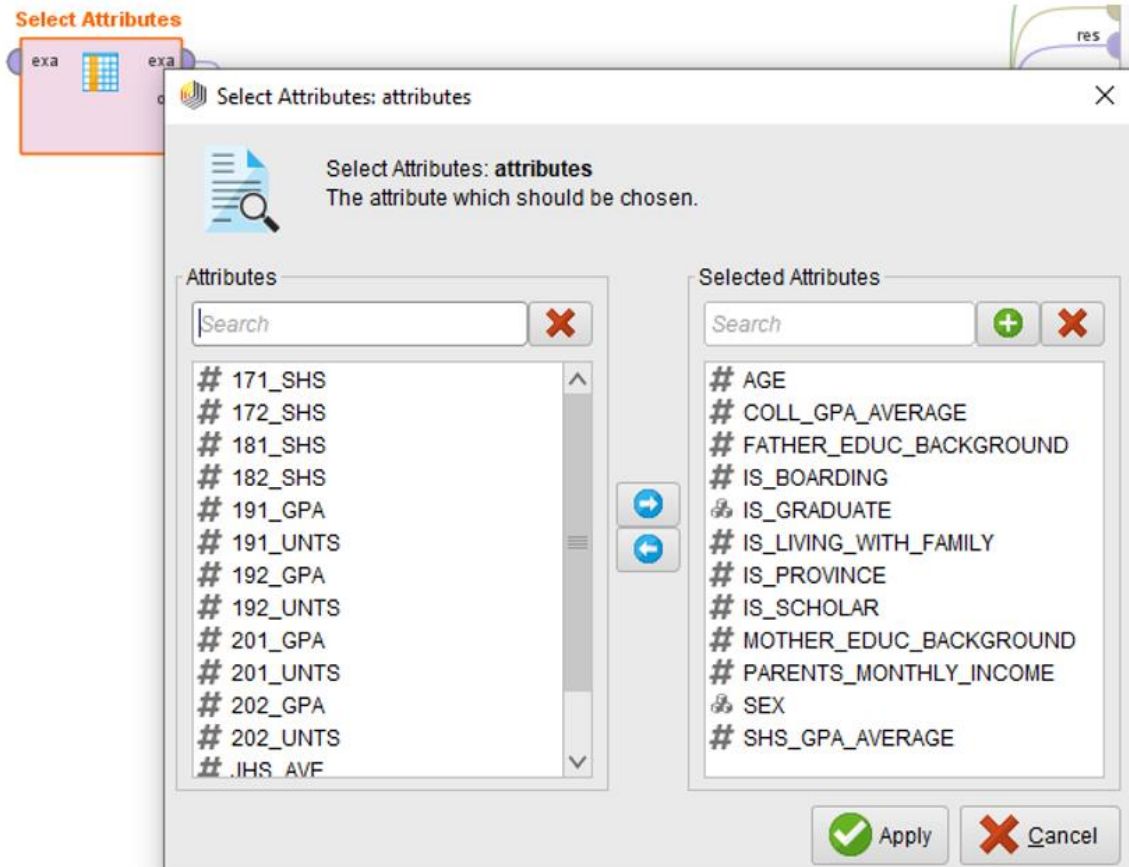 Select Attributes
res
exa
exa
Select Attributes: attributes
Select Attributes: attributes
The attribute which should be chosen.
Attributes
Search
# 171_SHS
# 172_SHS
# 181_SHS
# 182_SHS
# 191_GPA
# 191_UNTS
# 192_GPA
# 192_UNTS
# 201_GPA
# 201_UNTS
# 202_GPA
# 202_UNTS
# JHS_AVE
Selected Attributes
Search
# AGE
# COLL_GPA_AVERAGE
# FATHER_EDUC_BACKGROUND
# IS_BOARDING
IS_GRADUATE
# IS_LIVING_WITH_FAMILY
# IS_PROVINCE
# IS_SCHOLAR
# MOTHER_EDUC_BACKGROUND
# PARENTS_MONTHLY_INCOME
SEX
# SHS_GPA_AVERAGE
Apply
Cancel